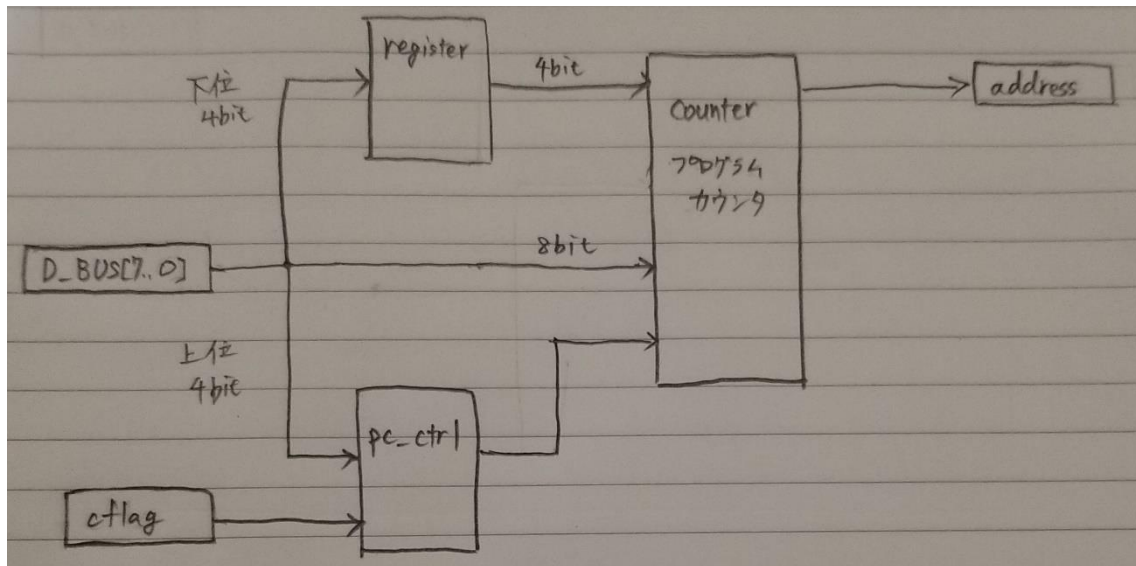 register
下位
4bit
4bit
counter
プログラム
カウンタ
address
D_BUS[7..0]
8bit
上位
4bit
pc_ctrl
cflag